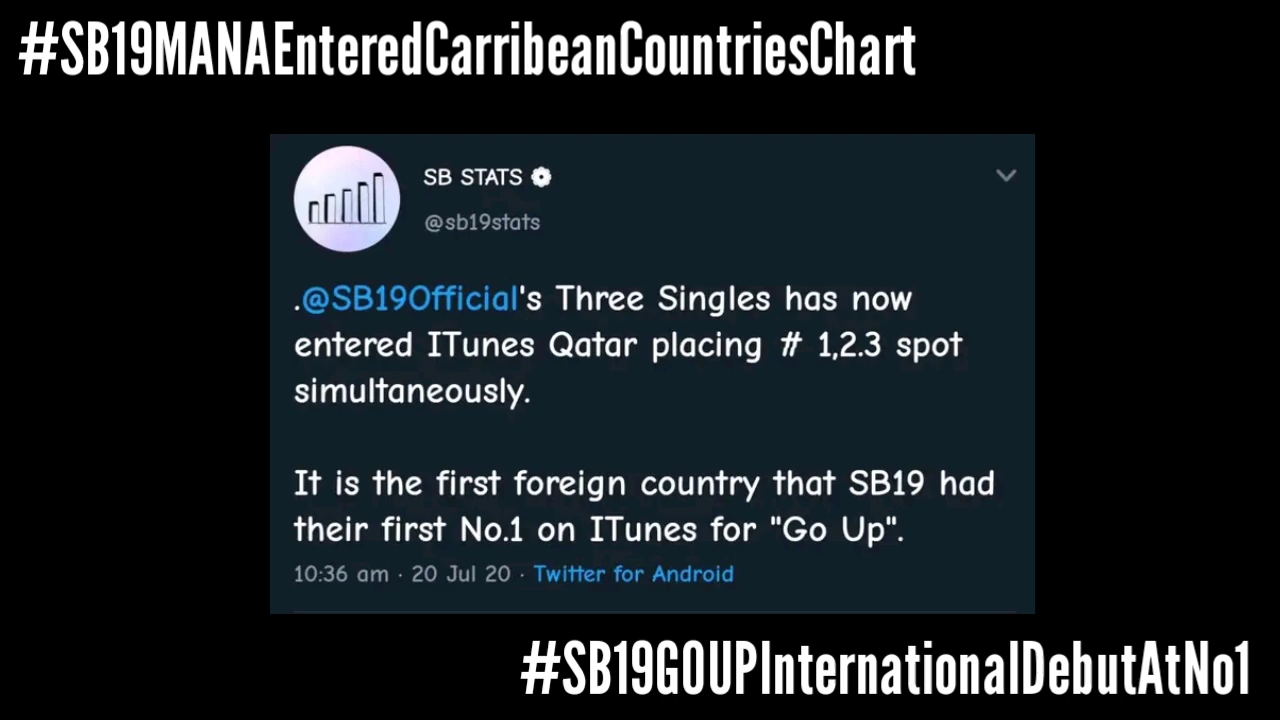 #SB19MANAEnteredCarribeanCountriesChart
SB STATS
@sb19stats
.@SB19Official's Three Singles has now
entered ITunes Qatar placing # 1,2.3 spot
simultaneously.
It is the first foreign country that SB19 had
their first No.1 on ITunes for "Go Up".
10:36 am · 20 Jul 20 · Twitter for Android
#SB19GOUPInternationalDebutAtNo1